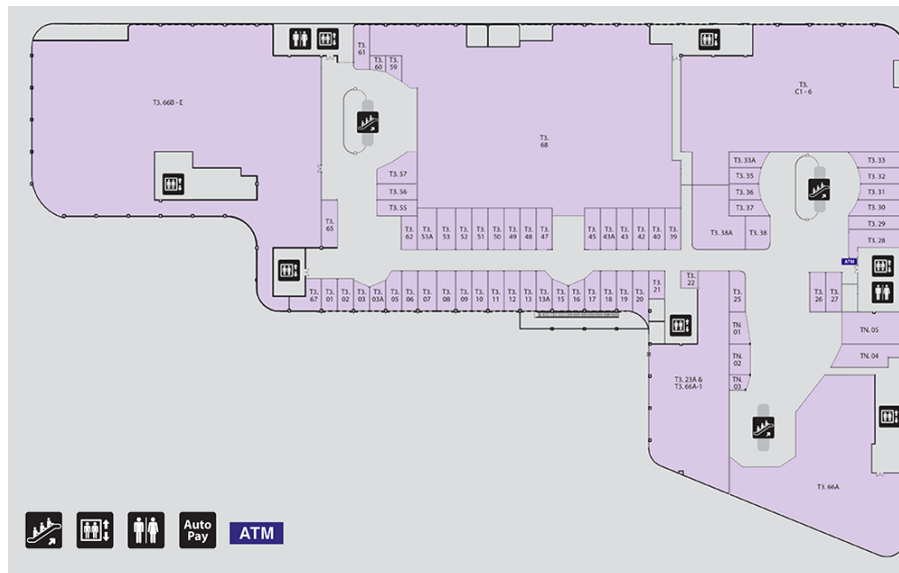 T3.
61
T3.
60
T3.
59
T3. 66B - E
T3.
68
T3.
C1 - 6
T3. 57
T3. 56
T3. 55
T3.
65
T3. 33A
T3. 35
T3. 36
T3. 37
T3. 38A
T3. 38
T3. 33
T3. 32
T3. 31
T3. 30
T3. 29
T3. 28
ATM
T3.
62
T3.
53A
T3.
53
T3.
52
T3.
51
T3.
50
T3.
49
T3.
48
T3.
47
T3.
45
T3.
43A
T3.
43
T3.
42
T3.
40
T3.
39
T3.
67
T3.
01
T3.
02
T3.
03
T3.
03A
T3.
05
T3.
06
T3.
07
T3.
08
T3.
09
T3.
10
T3.
11
T3.
12
T3.
13
T3.
13A
T3.
15
T3.
16
T3.
17
T3.
18
T3.
19
T3.
20
T3.
21
T3.
22
T3.
25
T3.
26
T3.
27
TN.
01
TN.
02
TN.
03
TN. 05
TN. 04
T3. 23A &
T3. 66A-1
T3. 66A
Auto
Pay
ATM